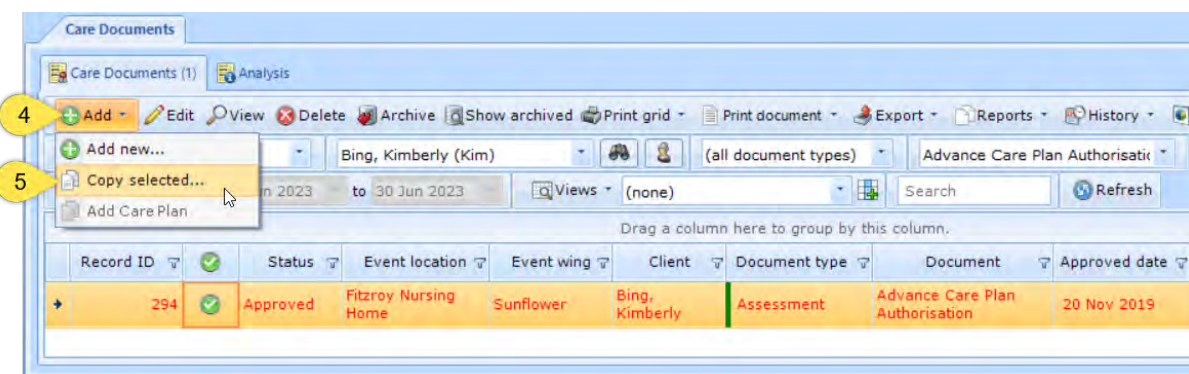 Care Documents
Care Documents (1) Analysis
4 Add Edit View Delete Archive Show archived Print grid Print document Export Reports History
Add new... Bing, Kimberly (Kim) (all document types) Advance Care Plan Authorisatic
5 Copy selected... 2023 to 30 Jun 2023 Views (none) Search Refresh
Add Care Plan
Drag a column here to group by this column.
Record ID Status Event location Event wing Client Document type Document Approved date
294 Approved Fitzroy Nursing Home Sunflower Bing, Kimberly Assessment Advance Care Plan Authorisation 20 Nov 2019